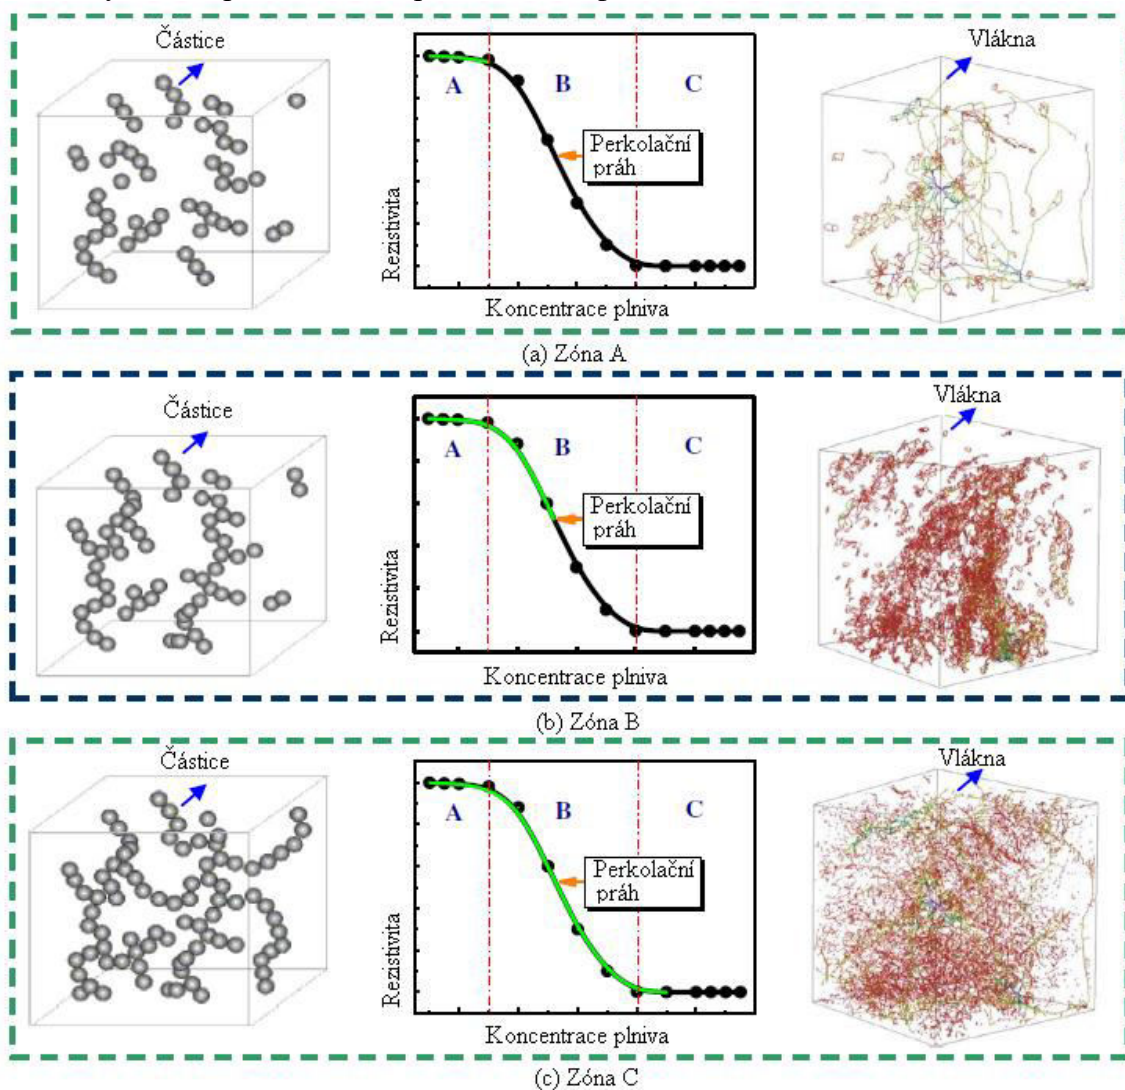 Částice
Vlákna
A
B
C
Perkolační
práh
Rezistivita
Koncentrace plniva
(a) Zóna A
Částice
Vlákna
A
B
C
Perkolační
práh
Rezistivita
Koncentrace plniva
(b) Zóna B
Částice
Vlákna
A
B
C
Perkolační
práh
Rezistivita
Koncentrace plniva
(c) Zóna C